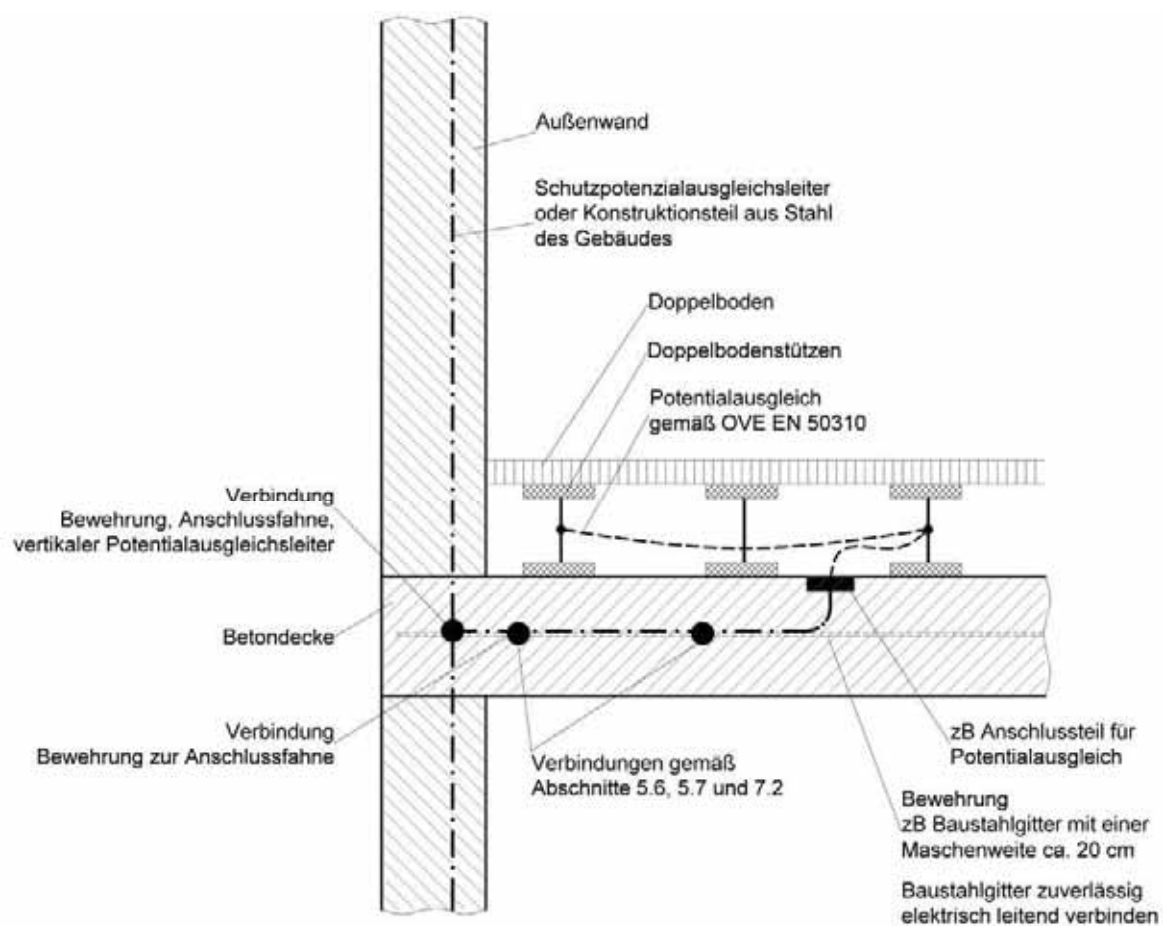 Außenwand
Schutzpotenzialausgleichsleiter
oder Konstruktionsteil aus Stahl
des Gebäudes
Doppelboden
Doppelbodenstützen
Potentialausgleich
gemäß OVE EN 50310
Verbindung
Bewehrung, Anschlussfahne,
vertikaler Potentialausgleichsleiter
Betondecke
Verbindung
Bewehrung zur Anschlussfahne
Verbindungen gemäß
Abschnitte 5.6, 5.7 und 7.2
zB Anschlussteil für
Potentialausgleich
Bewehrung
zB Baustahlgitter mit einer
Maschenweite ca. 20 cm
Baustahlgitter zuverlässig
elektrisch leitend verbinden